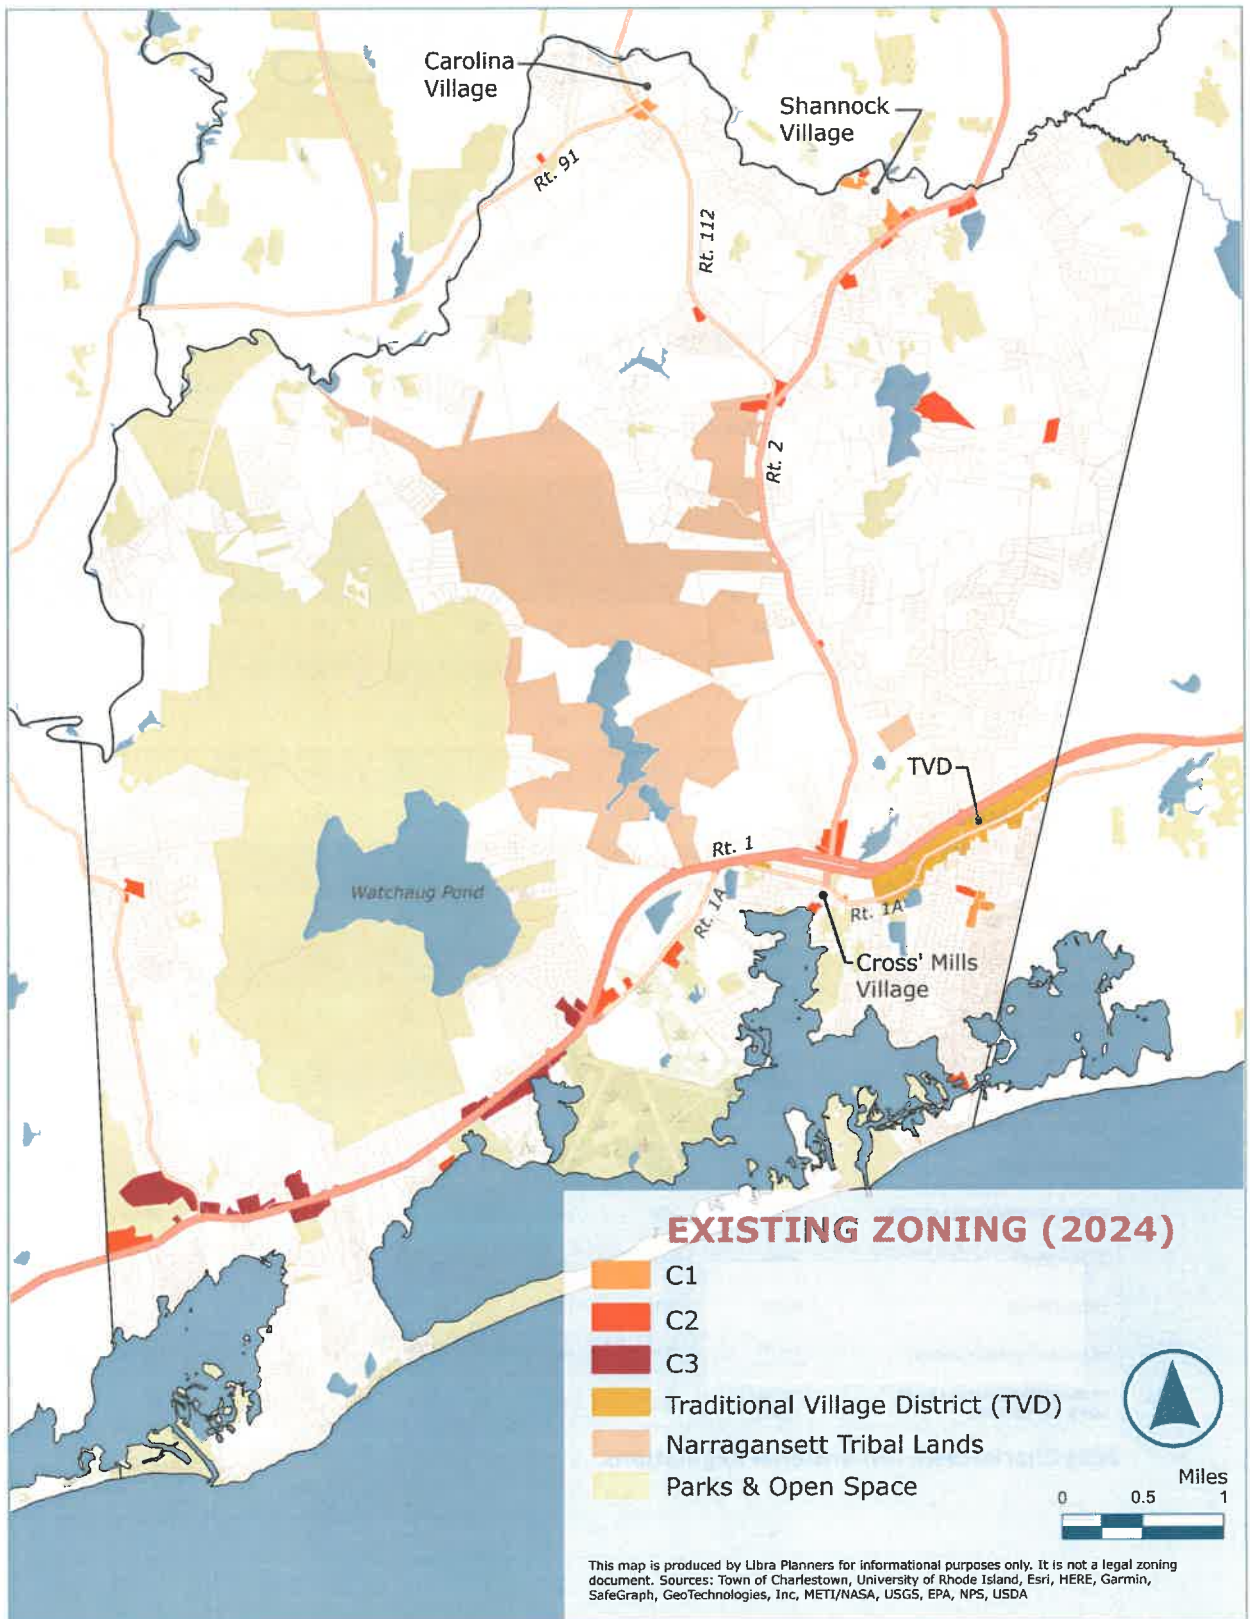 Carolina
Village
Shannock
Village
Rt. 91
Rt. 112
Rt. 2
TVD
Rt. 1
Watchaug Pond
Rt. 1A
Rt. 1A
Cross' Mills
Village
EXISTING ZONING (2024)
NG
C1
C2
C3
Traditional Village District (TVD)
Narragansett Tribal Lands
Parks & Open Space
Miles
0 0.5 1
This map is produced by Libra Planners for informational purposes only. It is not a legal zoning
document. Sources: Town of Charlestown, University of Rhode Island, Esri, HERE, Garmin,
SafeGraph, GeoTechnologies, Inc, METI/NASA, USGS, EPA, NPS, USDA